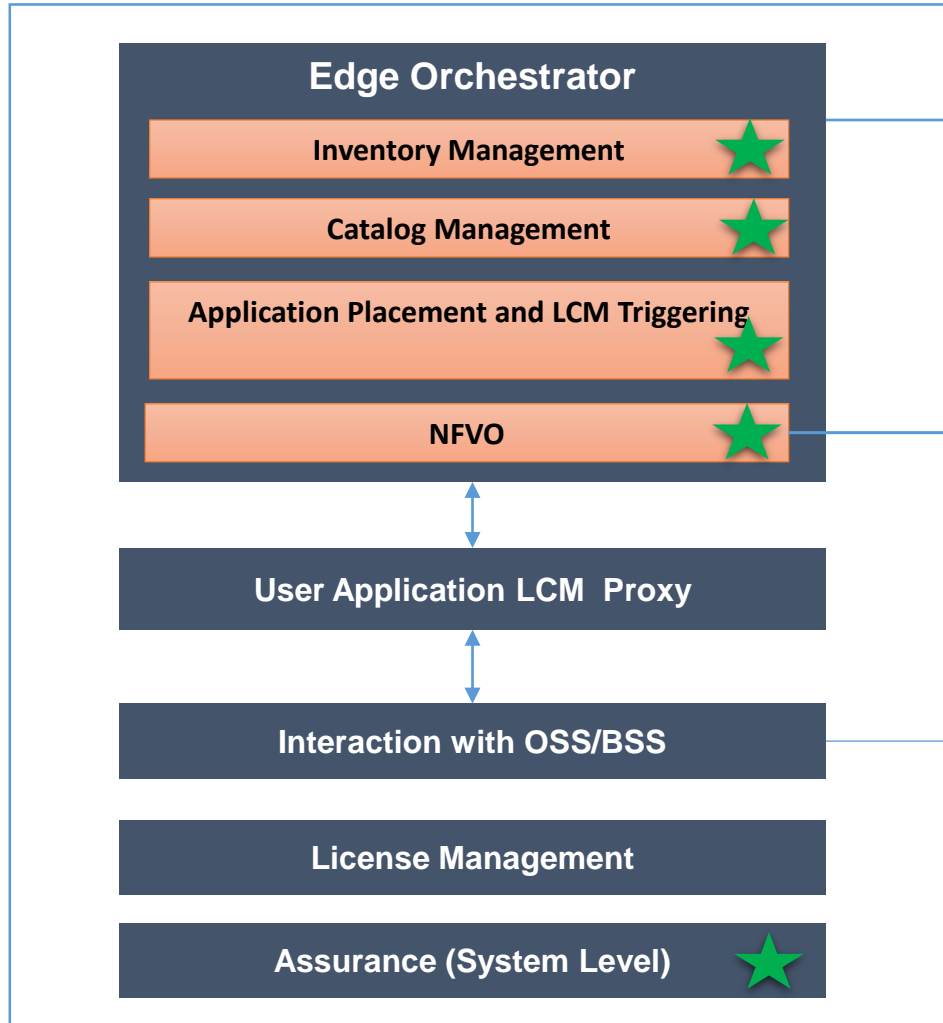 Edge Orchestrator
Inventory Management
Catalog Management
Application Placement and LCM Triggering
NFVO
User Application LCM Proxy
Interaction with OSS/BSS
License Management
Assurance (System Level)